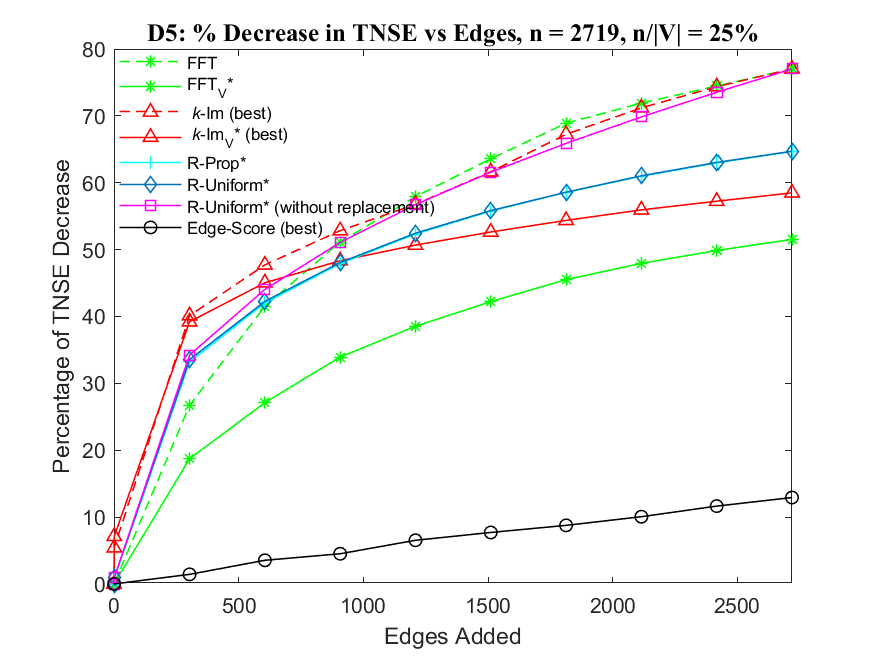 D5: % Decrease in TNSE vs Edges, n = 2719, n/|V| = 25%
80
70
60
50
40
30
20
10
0
Percentage of TNSE Decrease
FFT
FFT_V*
k-Im (best)
k-Im_V* (best)
R-Prop*
R-Uniform*
R-Uniform* (without replacement)
Edge-Score (best)
0 500 1000 1500 2000 2500
Edges Added